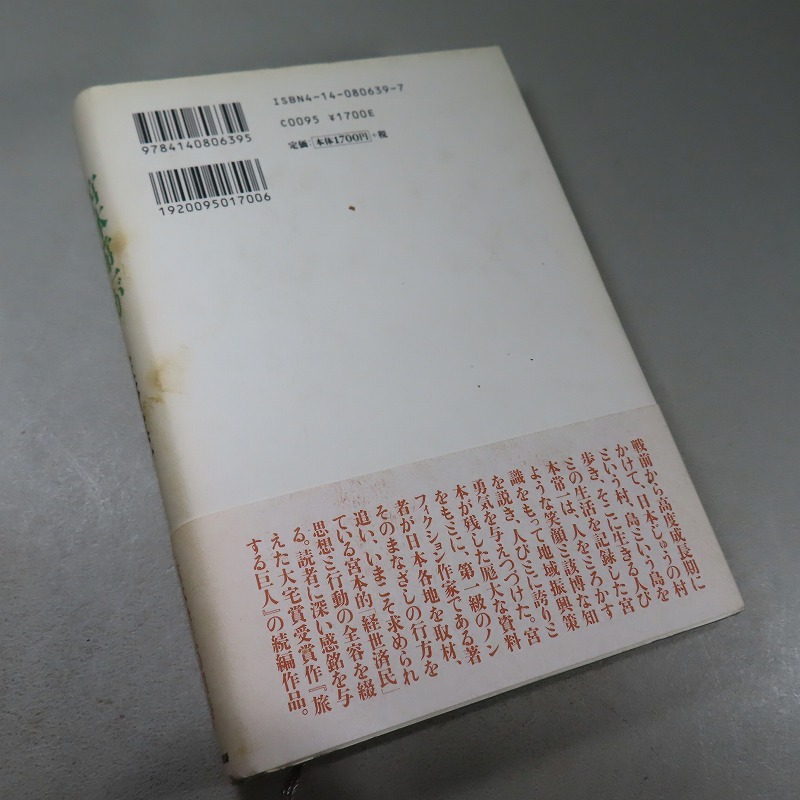 ISBN4-14-080639-7
C0095 ¥1700E
定価:本体1700円+税
9784140806395
1920095017006
宮本常一が
戦前から高度成長期に
かけて、日本じゅうの村
という村、島という島を
歩き、そこに生きる人び
との生活を記録した宮
本常一は、人をとろかす
ような笑顔と該博な知
識をもって地域振興策
を説き、人びとに誇りと
勇気を与えつづけた。宮
本が残した厖大な資料
をもとに、第一級のノン
フィクション作家である著
者が日本各地を取材、
そのまなざしの行方を
追い、いまこそ求められ
ている宮本的「経世済民」
思想と行動の全容を綴
る。読者に深い感銘を与
えた大宅賞受賞作『旅
する巨人』の続編作品。